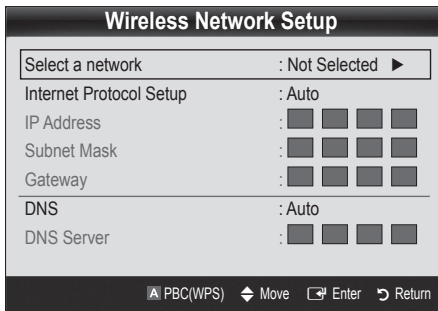 Wireless Network Setup
Select a network : Not Selected ►
Internet Protocol Setup : Auto
IP Address :
Subnet Mask :
Gateway :
DNS : Auto
DNS Server :
A PBC(WPS) Move Enter Return